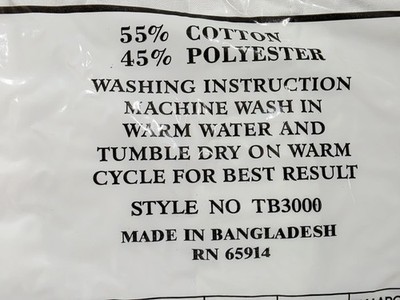 55% COTTON
45% POLYESTER
WASHING INSTRUCTION
MACHINE WASH IN
WARM WATER AND
TUMBLE DRY ON WARM
CYCLE FOR BEST RESULT
STYLE NO TB3000
MADE IN BANGLADESH
RN 65914